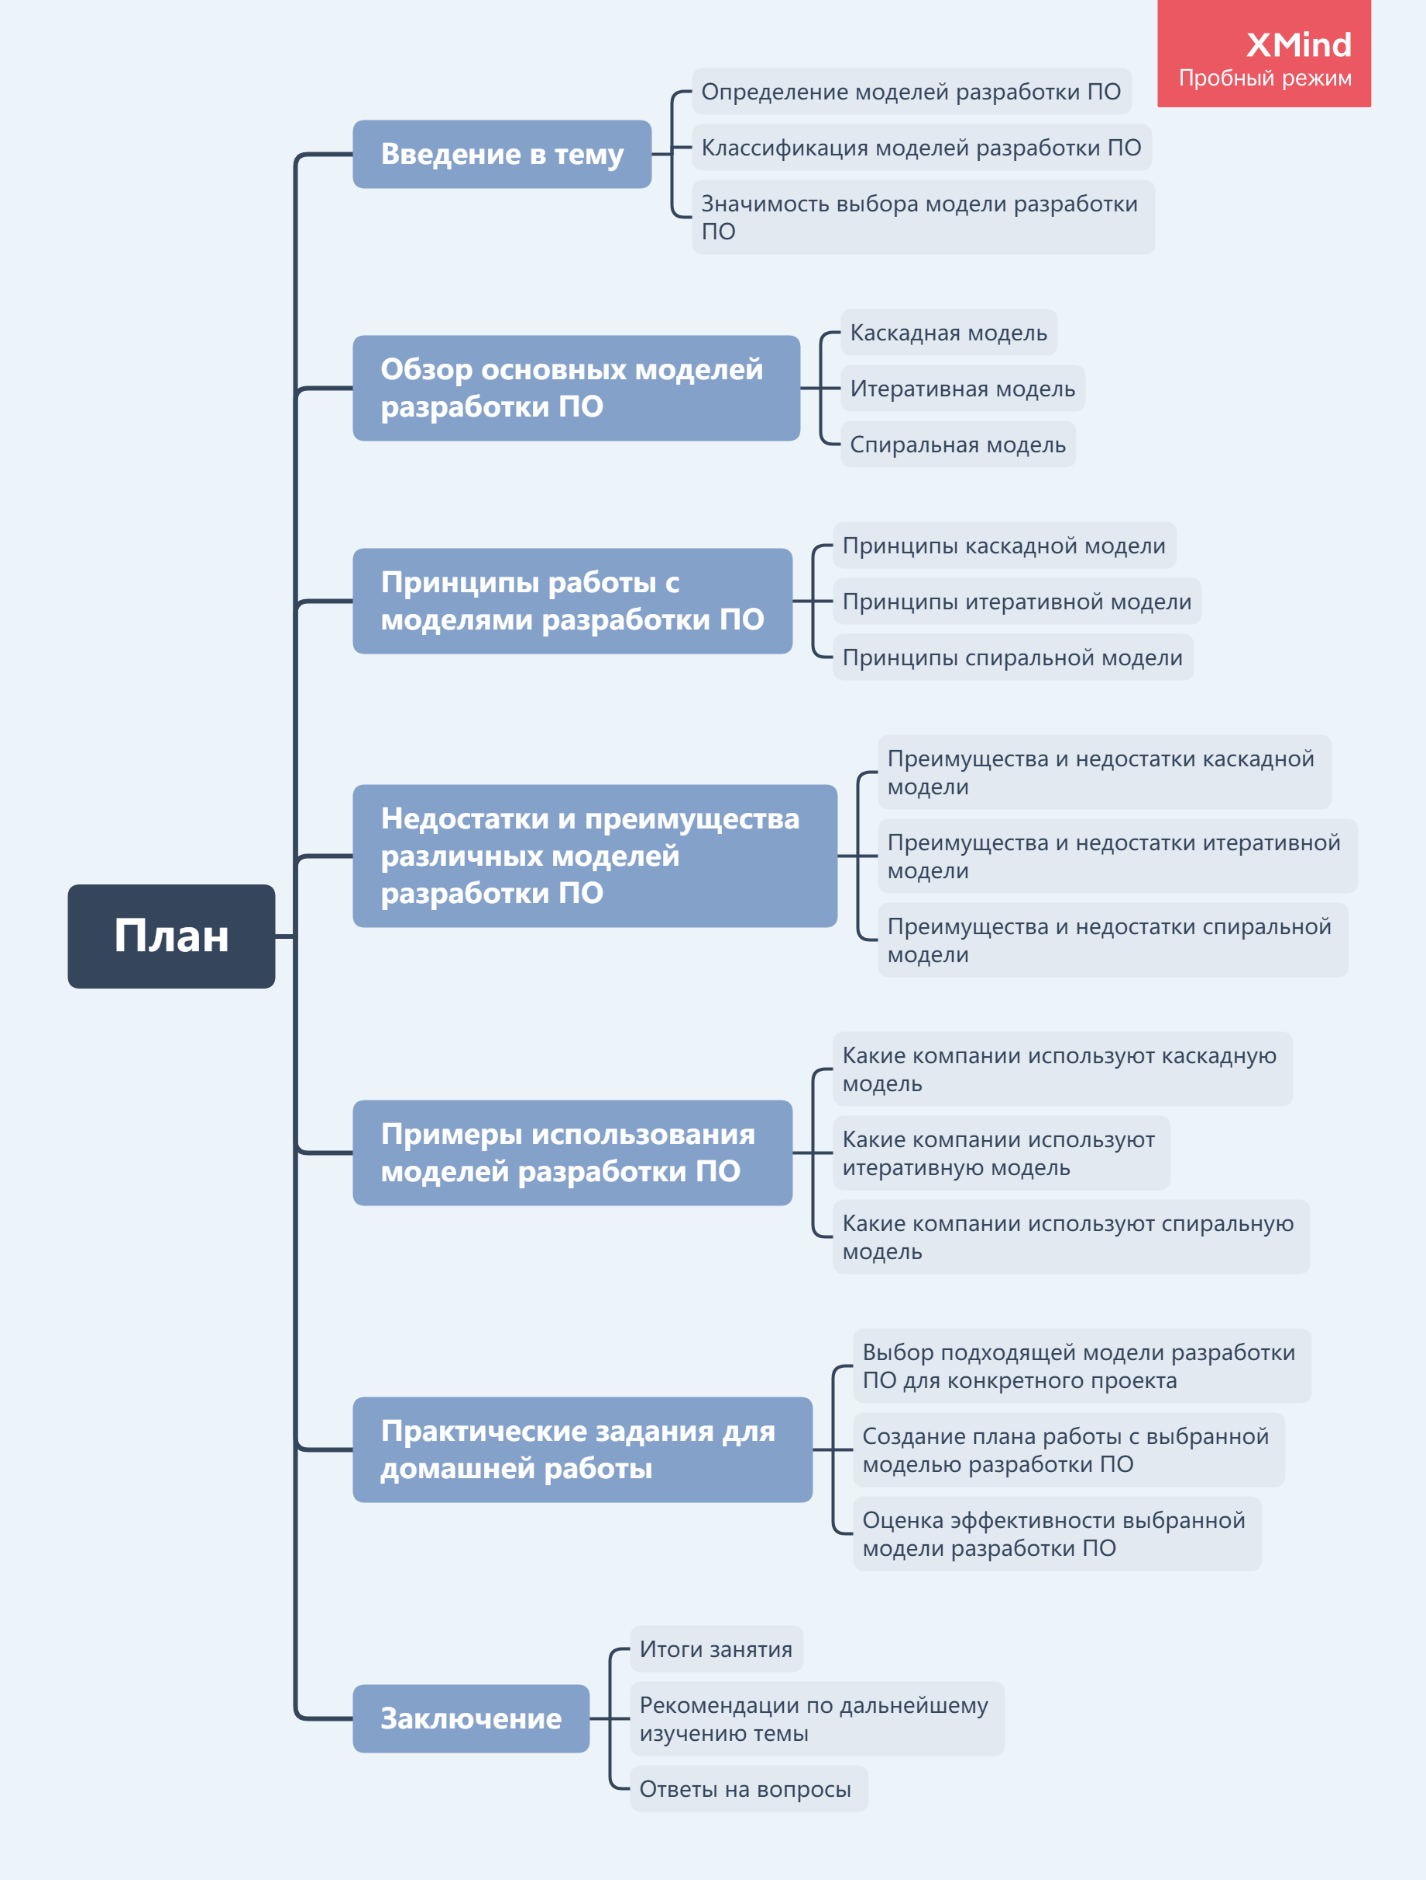 XMind
Пробный режим
План
Введение в тему
Определение моделей разработки ПО
Классификация моделей разработки ПО
Значимость выбора модели разработки
ПО
Обзор основных моделей
разработки ПО
Каскадная модель
Итеративная модель
Спиральная модель
Принципы работы с
моделями разработки ПО
Принципы каскадной модели
Принципы итеративной модели
Принципы спиральной модели
Недостатки и преимущества
различных моделей
разработки ПО
Преимущества и недостатки каскадной
модели
Преимущества и недостатки итеративной
модели
Преимущества и недостатки спиральной
модели
Примеры использования
моделей разработки ПО
Какие компании используют каскадную
модель
Какие компании используют
итеративную модель
Какие компании используют спиральную
модель
Практические задания для
домашней работы
Выбор подходящей модели разработки
ПО для конкретного проекта
Создание плана работы с выбранной
моделью разработки ПО
Оценка эффективности выбранной
модели разработки ПО
Заключение
Итоги занятия
Рекомендации по дальнейшему
изучению темы
Ответы на вопросы